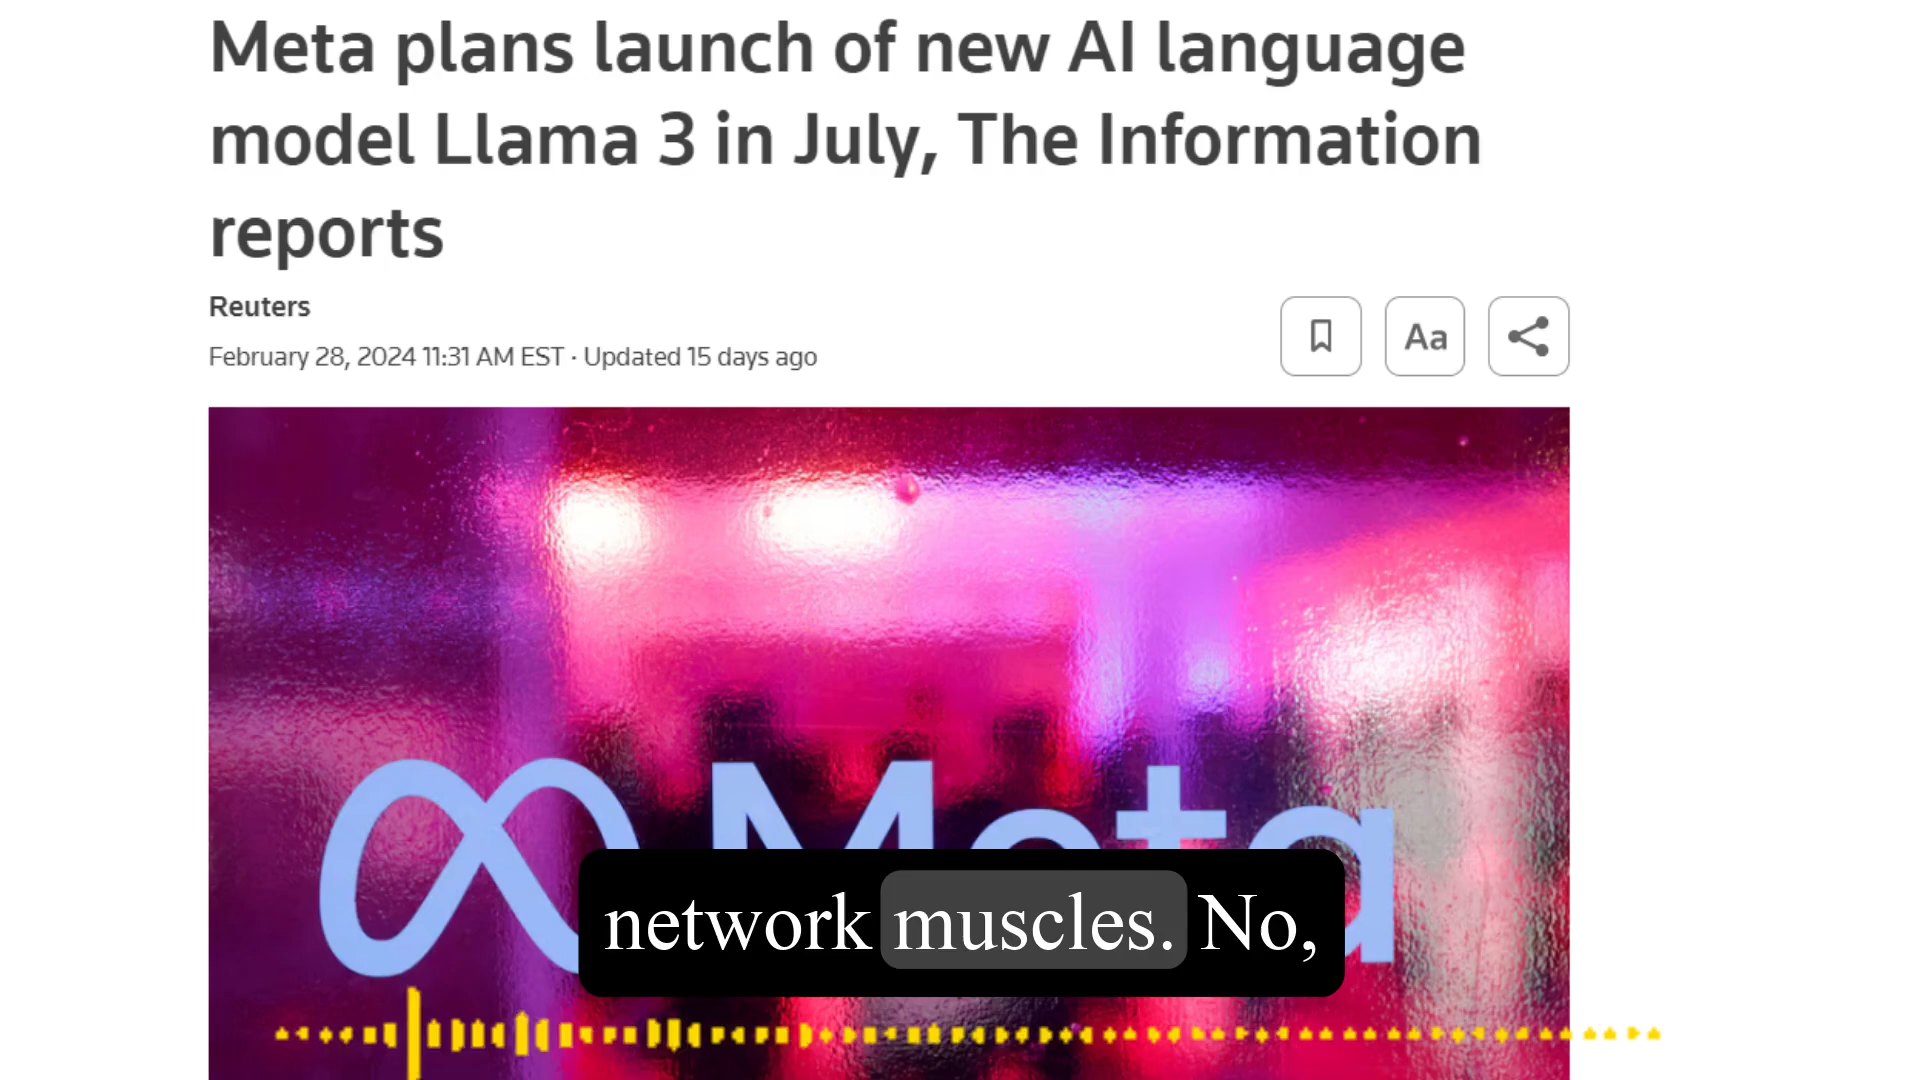 Meta plans launch of new AI language
model Llama 3 in July, The Information
reports
Reuters
February 28, 2024 11:31 AM EST · Updated 15 days ago
Aa
Meta
network muscles. No,